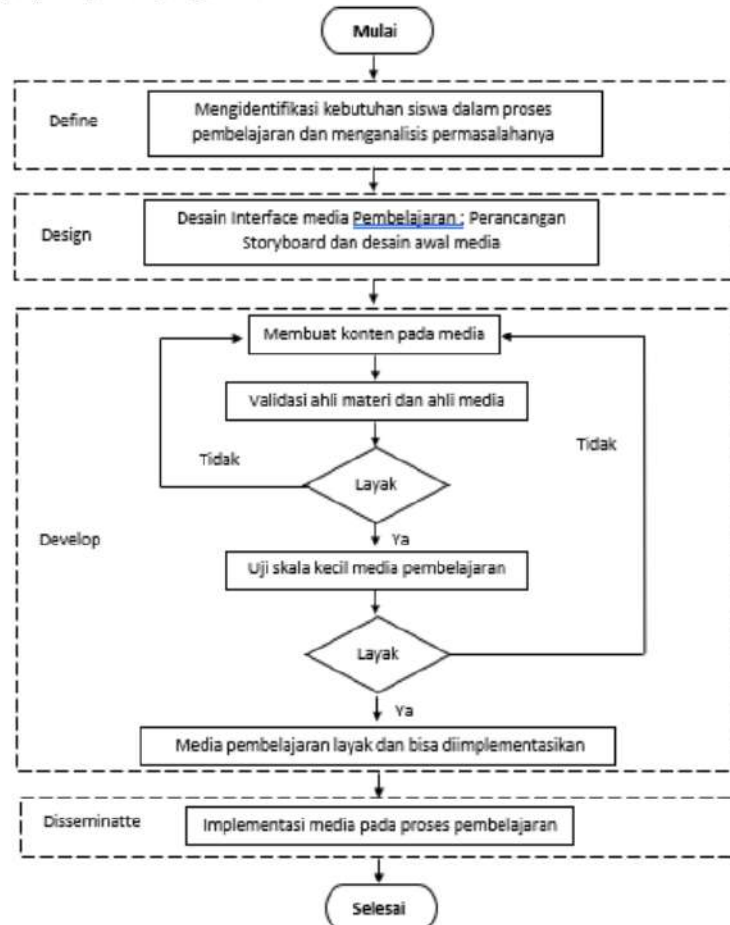 Mulai
Define
Mengidentifikasi kebutuhan siswa dalam proses
pembelajaran dan menganalisis permasalahanya
Design
Desain Interface media Pembelajaran ; Perancangan
Storyboard dan desain awal media
Develop
Membuat konten pada media
Validasi ahli materi dan ahli media
Tidak
Layak
Tidak
Ya
Uji skala kecil media pembelajaran
Layak
Ya
Media pembelajaran layak dan bisa diimplementasikan
Disseminatte
Implementasi media pada proses pembelajaran
Selesai